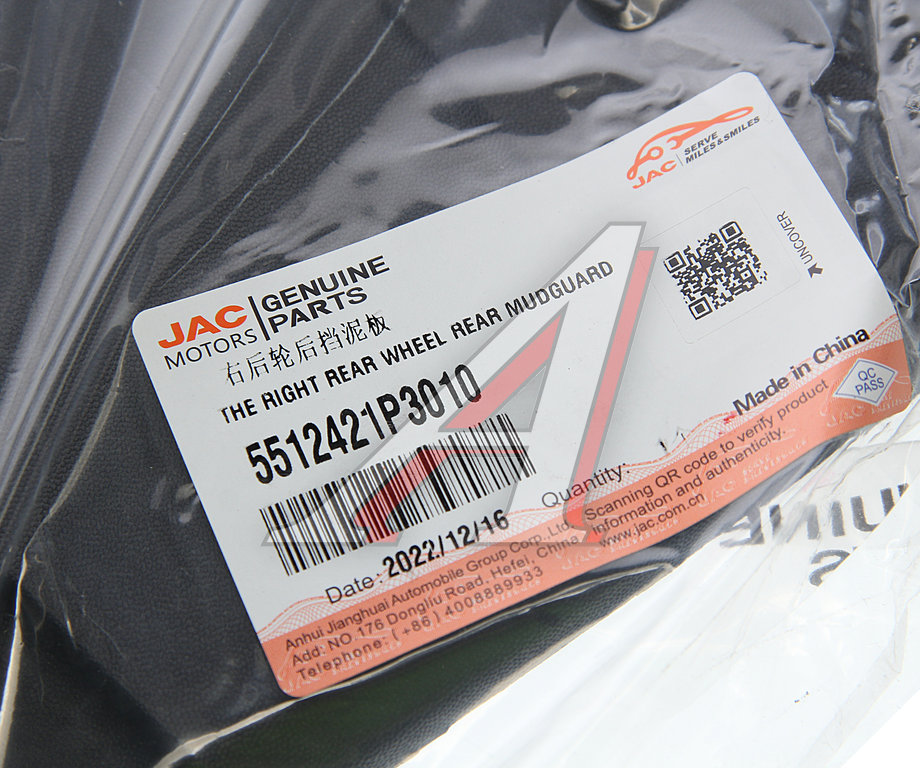 JAC
SERVE
MILES&SMILES
JAC
MOTORS
GENUINE
PARTS
UNCOVER
右后轮后挡泥板
THE RIGHT REAR WHEEL REAR MUDGUARD
5512421P3010
Made in China
QC
PASS
Quantity:
Date: 2022/12/16
Scanning QR code to verify product
information and authenticity.
www.jac.com.cn
Anhui Jianghuai Automobile Group Corp., Ltd.
Add: NO.176 Dongliu Road, Hefei, China
Telephone: (+86) 4008889933